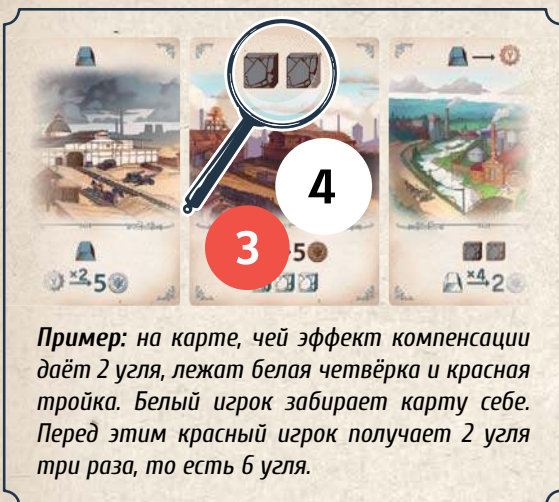 4
3
5
×2 5
×4 2
Пример: на карте, чей эффект компенсации
даёт 2 угля, лежат белая четвёрка и красная
тройка. Белый игрок забирает карту себе.
Перед этим красный игрок получает 2 угля
три раза, то есть 6 угля.